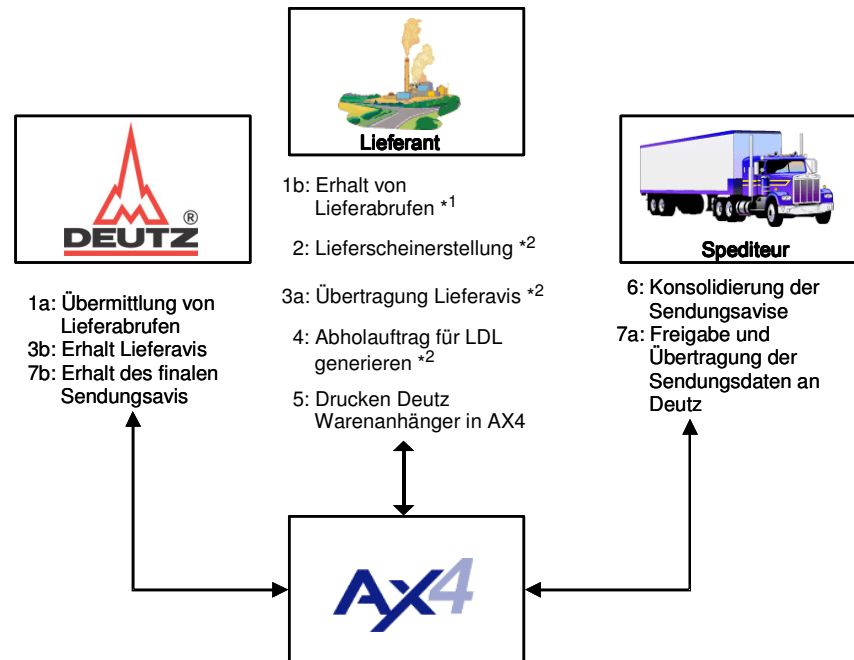 DEUTZ ®
1a: Übermittlung von
Lieferabrufen
3b: Erhalt Lieferavis
7b: Erhalt des finalen
Sendungsavis
Lieferant
1b: Erhalt von
Lieferabrufen *1
2: Lieferscheinerstellung *2
3a: Übertragung Lieferavis *2
4: Abholauftrag für LDL
generieren *2
5: Drucken Deutz
Warenanhänger in AX4
Spediteur
6: Konsolidierung der
Sendungsavise
7a: Freigabe und
Übertragung der
Sendungsdaten an
Deutz
AX4